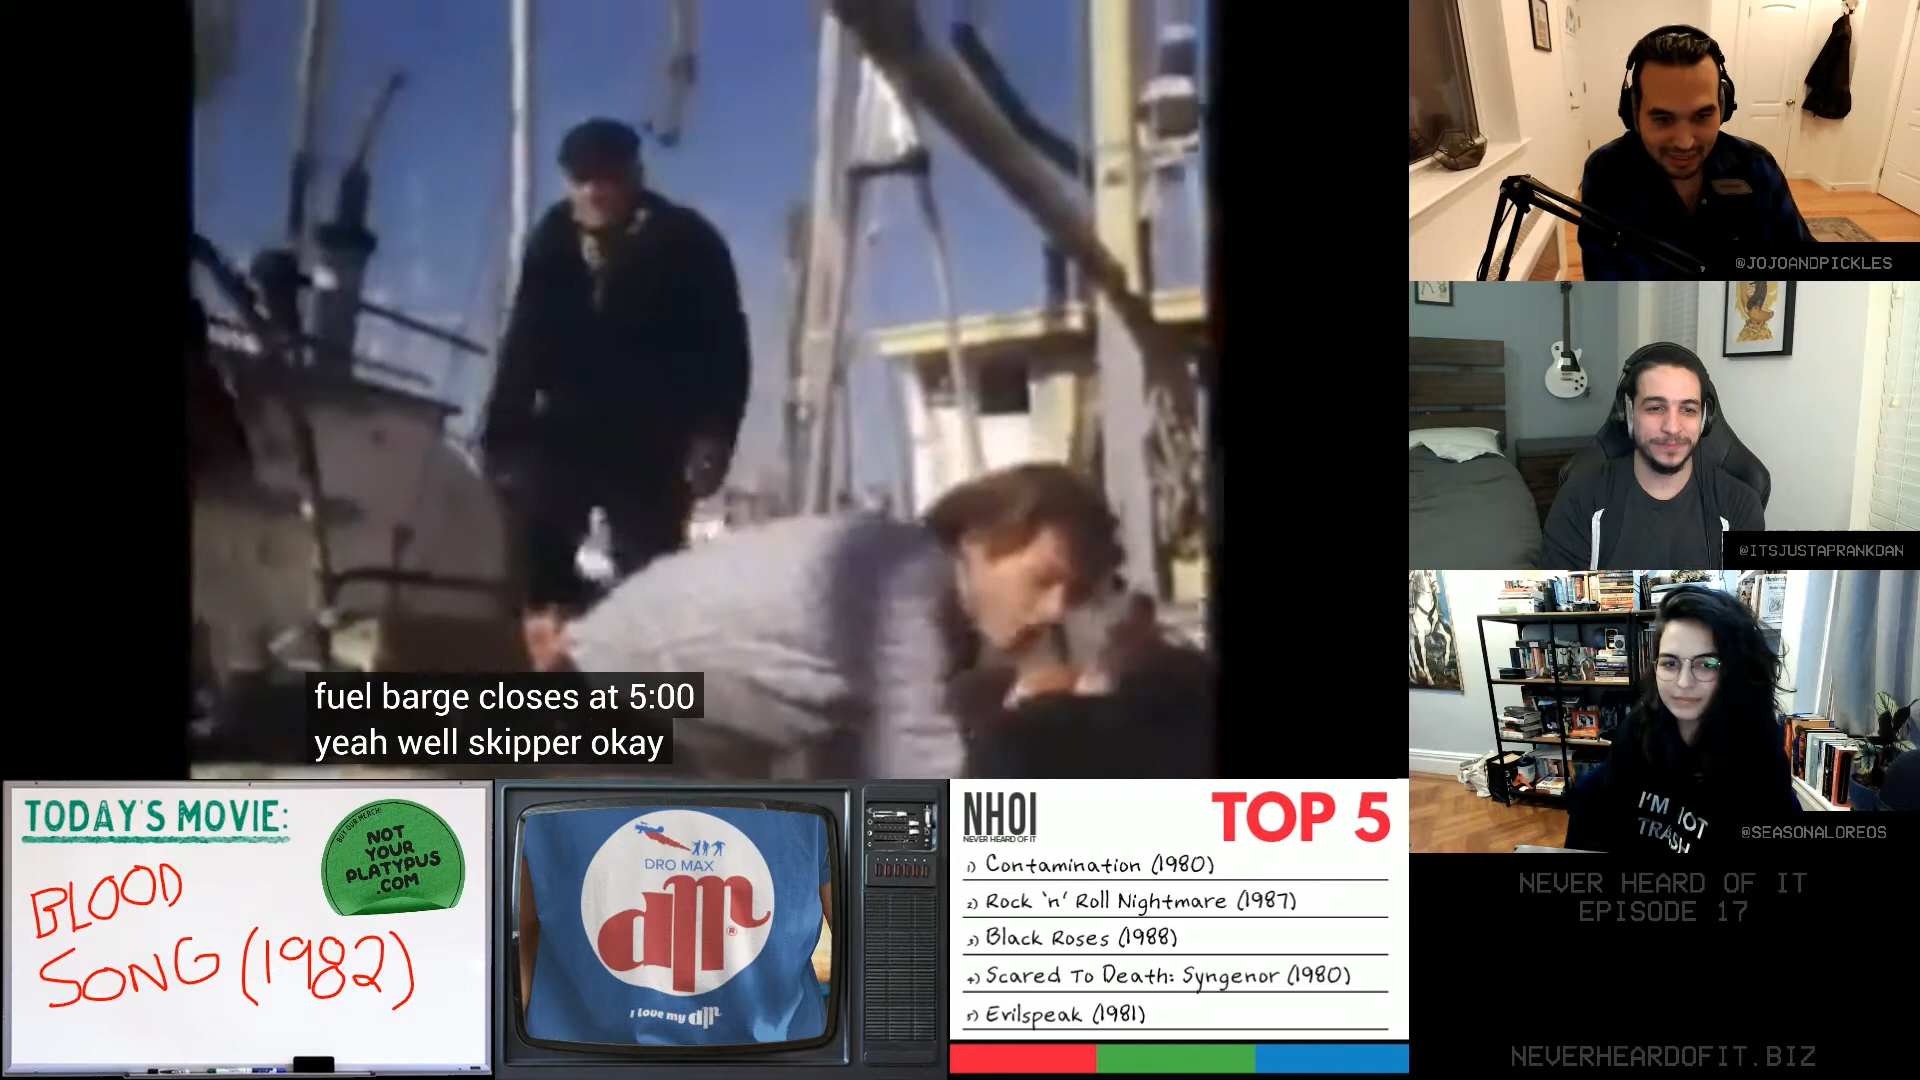 fuel barge closes at 5:00
yeah well skipper okay
@JOJOANDPICKLES
@ITSJUSTAPRANKDAN
I'M NOT
TRASH
@SEASONALOREOS
TODAY'S MOVIE:
BUY OUR MERCH!
NOT
YOUR
PLATYPUS
.COM
BLOOD
SONG (1982)
DRO MAX
dm®
I love my dm
NHOI
NEVER HEARD OF IT
TOP 5
1) Contamination (1980)
2) Rock 'n' Roll Nightmare (1987)
3) Black Roses (1988)
4) Scared To Death: Syngenor (1980)
5) Evilspeak (1981)
NEVER HEARD OF IT
EPISODE 17
NEVERHEARDOFIT.BIZ